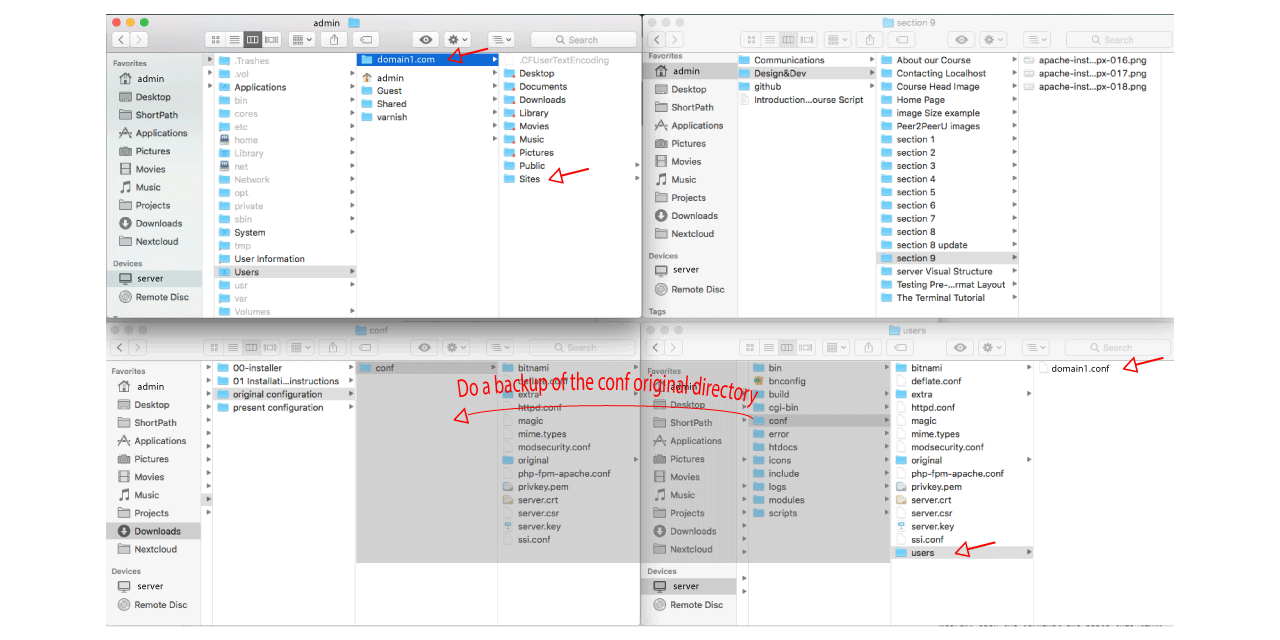 admin
Search
Favorites
admin
Desktop
ShortPath
Applications
Pictures
Movies
Music
Projects
Downloads
Nextcloud
Devices
server
Remote Disc
.Trashes
.vol
Applications
bin
cores
etc
home
Library
net
Network
opt
private
sbin
System
tmp
User Information
Users
usr
var
Volumes
domain1.com
admin
Guest
Shared
varnish
.CFUserTextEncoding
Desktop
Documents
Downloads
Library
Movies
Music
Pictures
Public
Sites
section 9
Search
Favorites
admin
Desktop
ShortPath
Applications
Pictures
Movies
Music
Projects
Downloads
Nextcloud
Devices
server
Remote Disc
Tags
Communications
Design&Dev
github
Introduction...ourse Script
About our Course
Contacting Localhost
Course Head Image
Home Page
image Size example
Peer2PeerU images
section 1
section 2
section 3
section 4
section 5
section 6
section 7
section 8
section 8 update
section 9
server Visual Structure
Testing Pre-...rmat Layout
The Terminal Tutorial
apache-inst...px-016.png
apache-inst...px-017.png
apache-inst...px-018.png
conf
Search
Favorites
admin
Desktop
ShortPath
Applications
Pictures
Movies
Music
Projects
Downloads
Nextcloud
Devices
server
Remote Disc
00-installer
01 Installati...instructions
original configuration
present configuration
conf
Do a backup of the conf original directory
bitnami
deflate.conf
extra
httpd.conf
magic
mime.types
modsecurity.conf
original
php-fpm-apache.conf
privkey.pem
server.crt
server.csr
server.key
ssi.conf
users
Search
Favorites
admin
Desktop
ShortPath
Applications
Pictures
Movies
Music
Projects
Downloads
Nextcloud
Devices
server
Remote Disc
bin
bnconfig
build
cgi-bin
conf
error
htdocs
icons
include
logs
modules
scripts
bitnami
deflate.conf
extra
httpd.conf
magic
mime.types
modsecurity.conf
original
php-fpm-apache.conf
privkey.pem
server.crt
server.csr
server.key
ssi.conf
users
domain1.conf